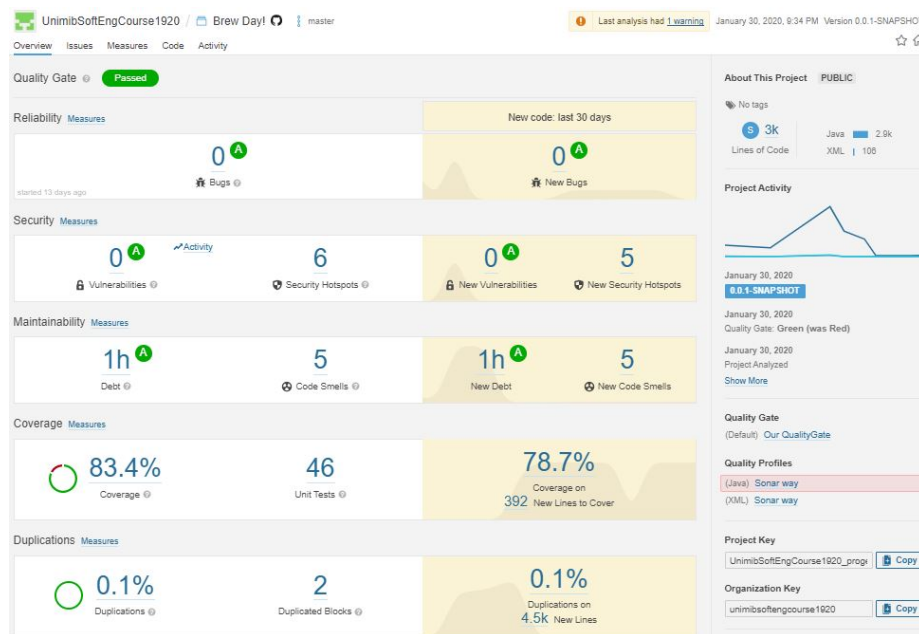 UnimibSoftEngCourse1920 / Brew Day! master
Last analysis had 1 warning January 30, 2020, 9:34 PM Version 0.0.1-SNAPSHOT
Overview Issues Measures Code Activity
Quality Gate Passed
Reliability Measures
New code: last 30 days
0 A
Bugs
started 13 days ago
0 A
New Bugs
Security Measures
0 A
Vulnerabilities
Activity
6
Security Hotspots
0 A
New Vulnerabilities
5
New Security Hotspots
Maintainability Measures
1h A
Debt
5
Code Smells
1h A
New Debt
5
New Code Smells
Coverage Measures
83.4%
Coverage
46
Unit Tests
78.7%
Coverage on
392 New Lines to Cover
Duplications Measures
0.1%
Duplications
2
Duplicated Blocks
0.1%
Duplications on
4.5k New Lines
About This Project PUBLIC
No tags
S 3k
Lines of Code
Java 2.9k
XML 106
Project Activity
January 30, 2020
0.0.1-SNAPSHOT
January 30, 2020
Quality Gate: Green (was Red)
January 30, 2020
Project Analyzed
Show More
Quality Gate
(Default) Our QualityGate
Quality Profiles
(Java) Sonar way
(XML) Sonar way
Project Key
UnimibSoftEngCourse1920_proge Copy
Organization Key
unimibsoftengcourse1920 Copy